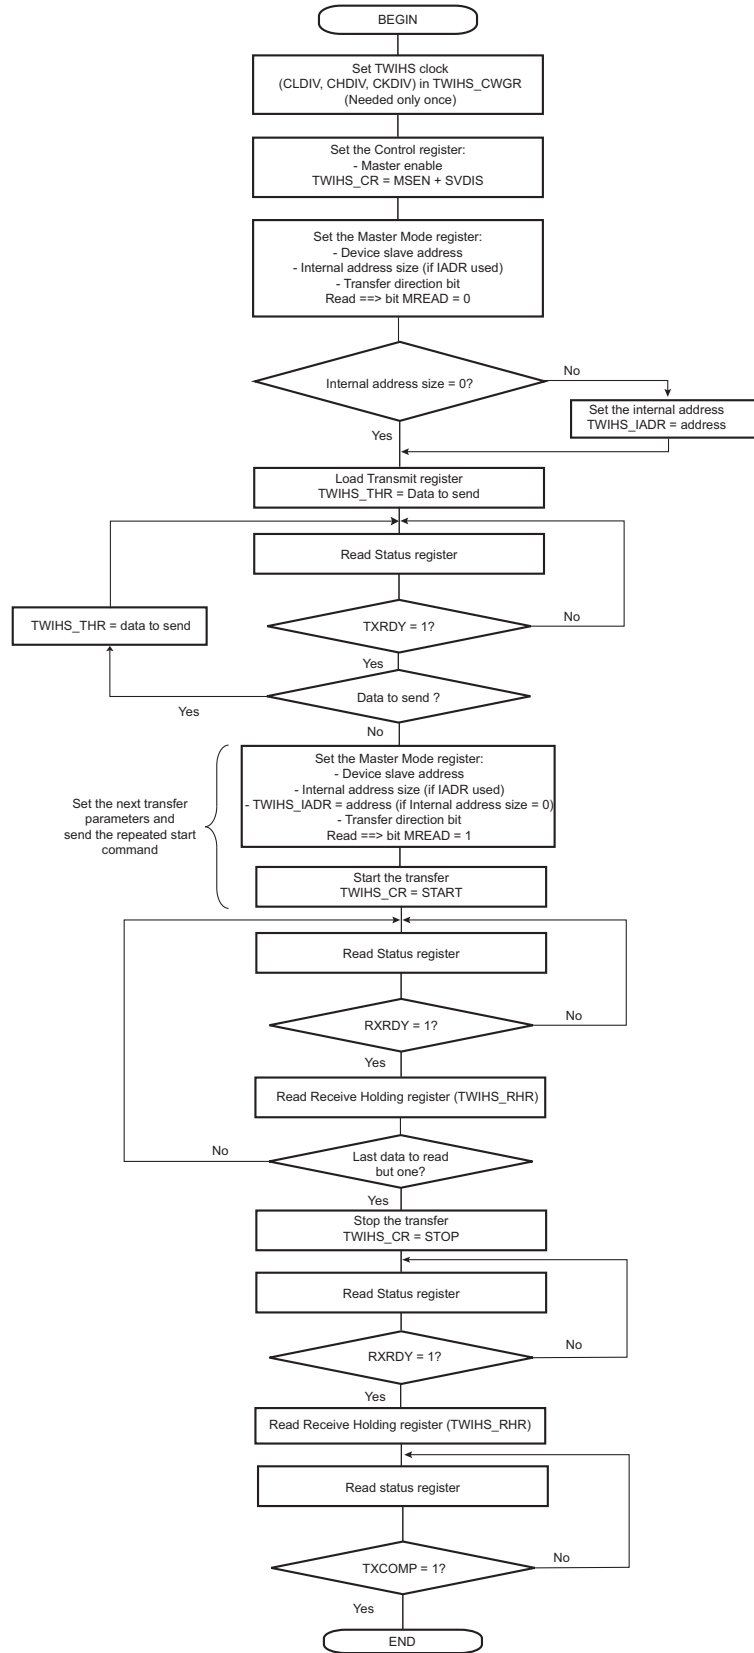 BEGIN
Set TWIHS clock
(CLDIV, CHDIV, CKDIV) in TWIHS_CWGR
(Needed only once)
Set the Control register:
- Master enable
TWIHS_CR = MSEN + SVDIS
Set the Master Mode register:
- Device slave address
- Internal address size (if IADR used)
- Transfer direction bit
Read ==> bit MREAD = 0
Internal address size = 0?
No
Set the internal address
TWIHS_IADR = address
Yes
Load Transmit register
TWIHS_THR = Data to send
Read Status register
TWIHS_THR = data to send
TXRDY = 1?
No
Yes
Data to send ?
Yes
No
Set the next transfer
parameters and
send the repeated start
command
Set the Master Mode register:
- Device slave address
- Internal address size (if IADR used)
- TWIHS_IADR = address (if Internal address size = 0)
- Transfer direction bit
Read ==> bit MREAD = 1
Start the transfer
TWIHS_CR = START
Read Status register
RXRDY = 1?
No
Yes
Read Receive Holding register (TWIHS_RHR)
No
Last data to read
but one?
Yes
Stop the transfer
TWIHS_CR = STOP
Read Status register
RXRDY = 1?
No
Yes
Read Receive Holding register (TWIHS_RHR)
Read status register
TXCOMP = 1?
No
Yes
END